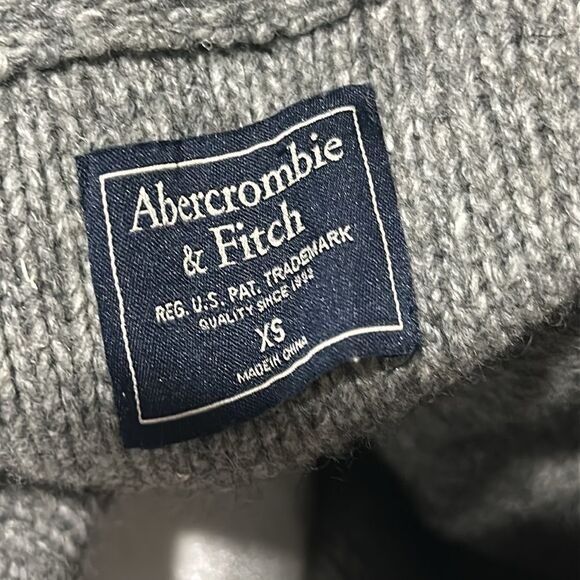 Abercrombie
& Fitch
REG. U.S. PAT. TRADEMARK
QUALITY SINCE 1892
XS
MADE IN CHINA